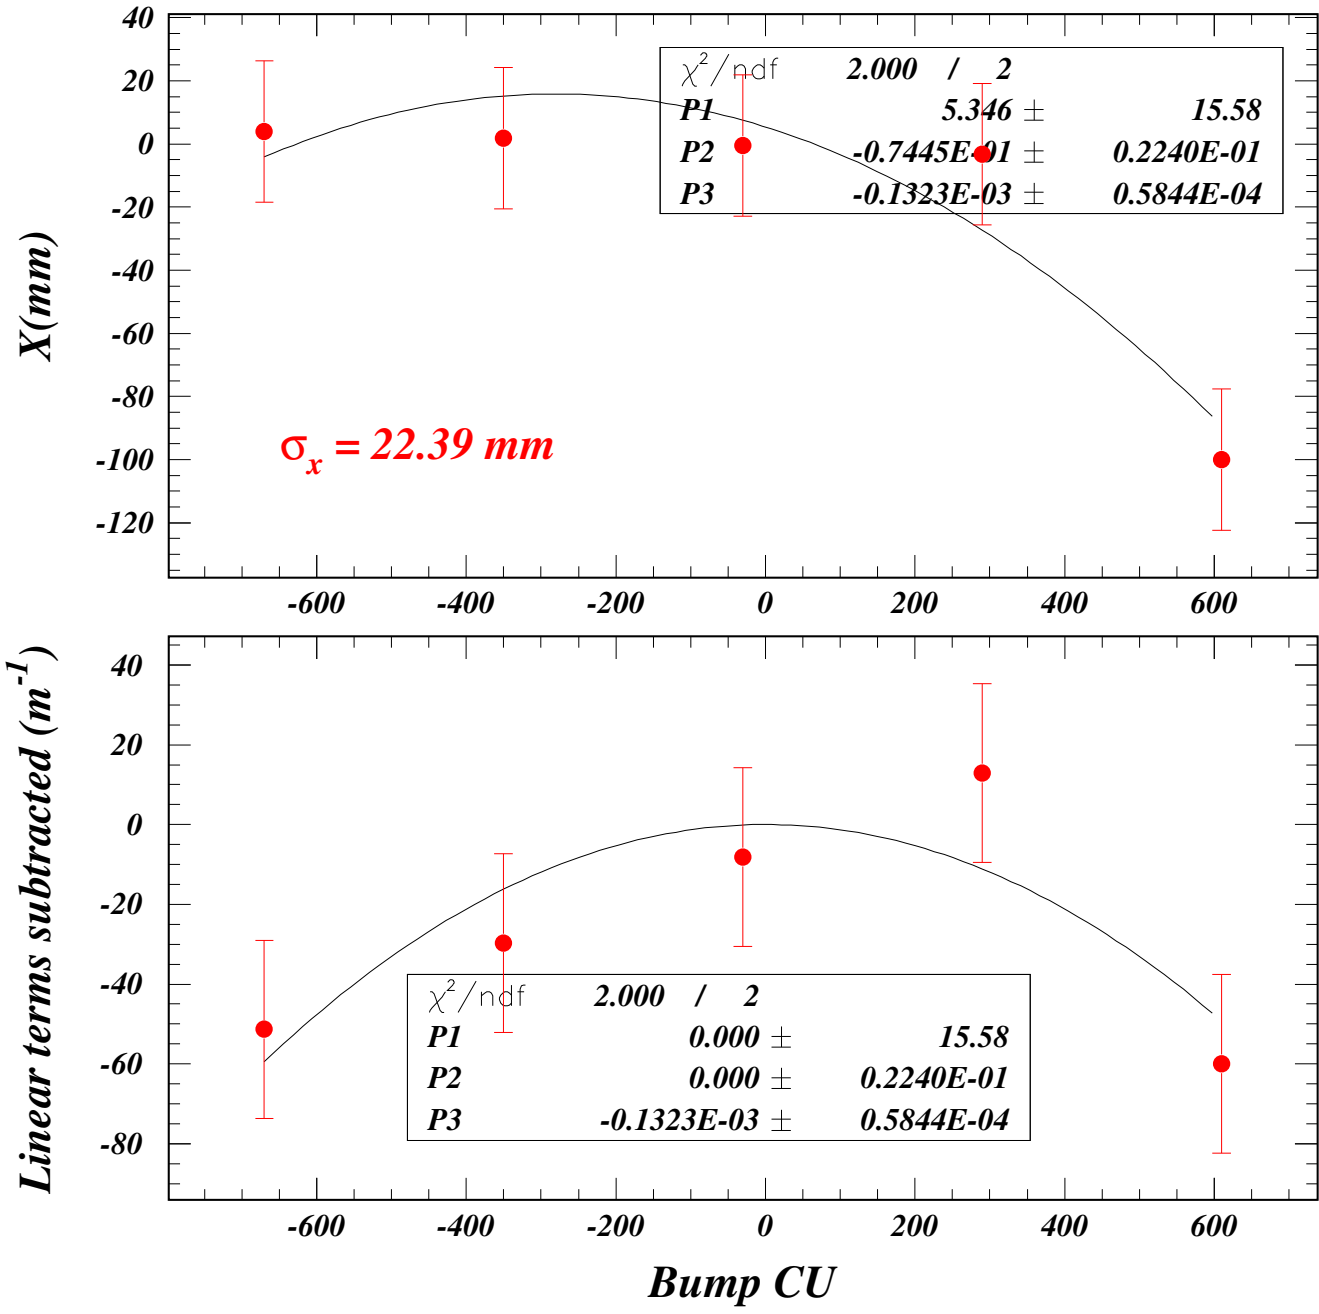 40
20
0
-20
-40
-60
-80
-100
-120
X(mm)
χ²/ndf 2.000 / 2
P1 5.346 ± 15.58
P2 -0.7445E-01 ± 0.2240E-01
P3 -0.1323E-03 ± 0.5844E-04
σx = 22.39 mm
-600 -400 -200 0 200 400 600
40
20
0
-20
-40
-60
-80
Linear terms subtracted (m⁻¹)
χ²/ndf 2.000 / 2
P1 0.000 ± 15.58
P2 0.000 ± 0.2240E-01
P3 -0.1323E-03 ± 0.5844E-04
-600 -400 -200 0 200 400 600
Bump CU